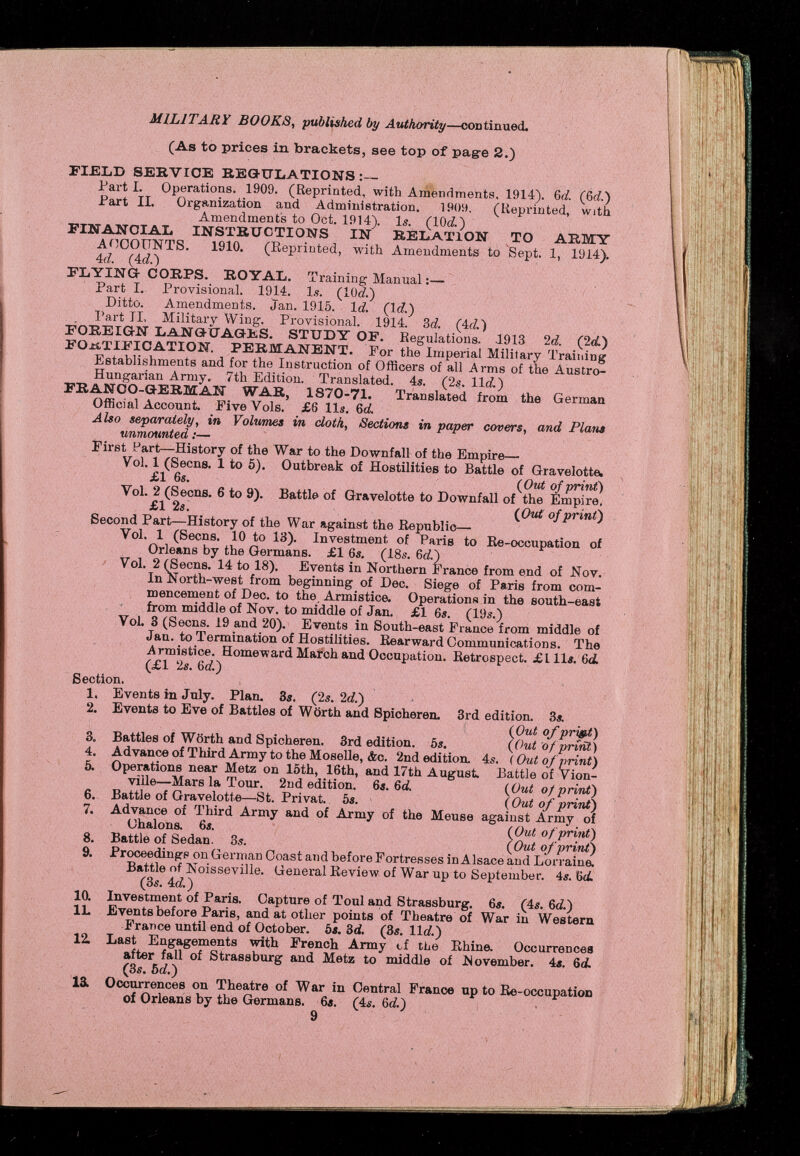 MILITARY BOOKS, published by Authority—continued.
(As to prices in brackets, see top of page 2.)
FIELD SERVICE REGULATIONS:—
Part I. Operations. 1909. (Reprinted, with Amendments, 1914). 6d. (6d.)
Part II. Organization and Administration. 1909. (Reprinted, with
Amendments to Oct. 1914). 1s. (10d.)
FINANCIAL INSTRUCTIONS IN RELATION TO ARMY
ACCOUNTS. 1910. (Reprinted, with Amendments to Sept. 1, 1914).
4d. (4d.)
FLYING CORPS. ROYAL. Training Manual:—
Part I. Provisional. 1914. 1s. (10d.)
Ditto. Amendments. Jan. 1915. 1d. (1d.)
Part II. Military Wing. Provisional. 1914. 3d. (4d.)
FOREIGN LANGUAGES. STUDY OF. Regulations. 1913 2d. (2d.)
FORTIFICATION. PERMANENT. For the Imperial Military Training
Establishments and for the Instruction of Officers of all Arms of the Austro-
Hungarian Army. 7th Edition. Translated. 4s. (2s. 11d.)
FRANCO-GERMAN WAR, 1870-71. Translated from the German
Official Account. Five Vols. £6 11s. 6d.
Also separately, in Volumes in cloth, Sections in paper covers, and Plans
unmounted:—
First Part—History of the War to the Downfall of the Empire—
Vol. 1 (Secns. 1 to 5). Outbreak of Hostilities to Battle of Gravelotte.
£1 6s. (Out of print)
Vol. 2 (Secns. 6 to 9). Battle of Gravelotte to Downfall of the Empire.
£1 2s. (Out of print)
Second Part—History of the War against the Republic—
Vol. 1 (Secns. 10 to 13). Investment of Paris to Re-occupation of
Orleans by the Germans. £1 6s. (18s. 6d.)
Vol. 2 (Secns. 14 to 18). Events in Northern France from end of Nov.
In North-west from beginning of Dec. Siege of Paris from com-
mencement of Dec. to the Armistice. Operations in the south-east
from middle of Nov. to middle of Jan. £1 6s. (19s.)
Vol. 3 (Secns. 19 and 20). Events in South-east France from middle of
Jan. to Termination of Hostilities. Rearward Communications. The
Armistice. Homeward March and Occupation. Retrospect. £1 11s. 6d.
(£1 2s. 6d.)
Section.
1. Events in July. Plan. 3s. (2s. 2d.)
2. Events to Eve of Battles of Wörth and Spicheren. 3rd edition. 3s.
(Out of print)
3. Battles of Wörth and Spicheren. 3rd edition. 5s. (Out of print)
4. Advance of Third Army to the Moselle, &c. 2nd edition. 4s. (Out of print)
5. Operations near Metz on 15th, 16th, and 17th August. Battle of Vion-
ville—Mars la Tour. 2nd edition. 6s. 6d. (Out of print)
6. Battle of Gravelotte—St. Privat. 5s. (Out of print)
7. Advance of Third Army and of Army of the Meuse against Army of
Chalons. 6s. (Out of print)
8. Battle of Sedan. 3s. (Out of print)
9. Proceedings on German Coast and before Fortresses in Alsace and Lorraine.
Battle of Noisseville. General Review of War up to September. 4s. 6d.
(3s. 4d.)
10. Investment of Paris. Capture of Toul and Strassburg. 6s. (4s. 6d.)
11. Events before Paris, and at other points of Theatre of War in Western
France until end of October. 5s. 3d. (3s. 11d.)
12. Last Engagements with French Army of the Rhine. Occurrences
after fall of Strassburg and Metz to middle of November. 4s. 6d.
(3s. 5d.)
13. Occurrences on Theatre of War in Central France up to Re-occupation
of Orleans by the Germans. 6s. (4s. 6d.)
9